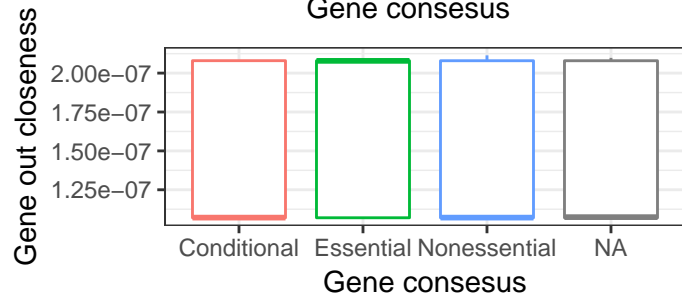 Gene consesus
Gene out closeness
2.00e−07
1.75e−07
1.50e−07
1.25e−07
Conditional Essential Nonessential NA
Gene consesus